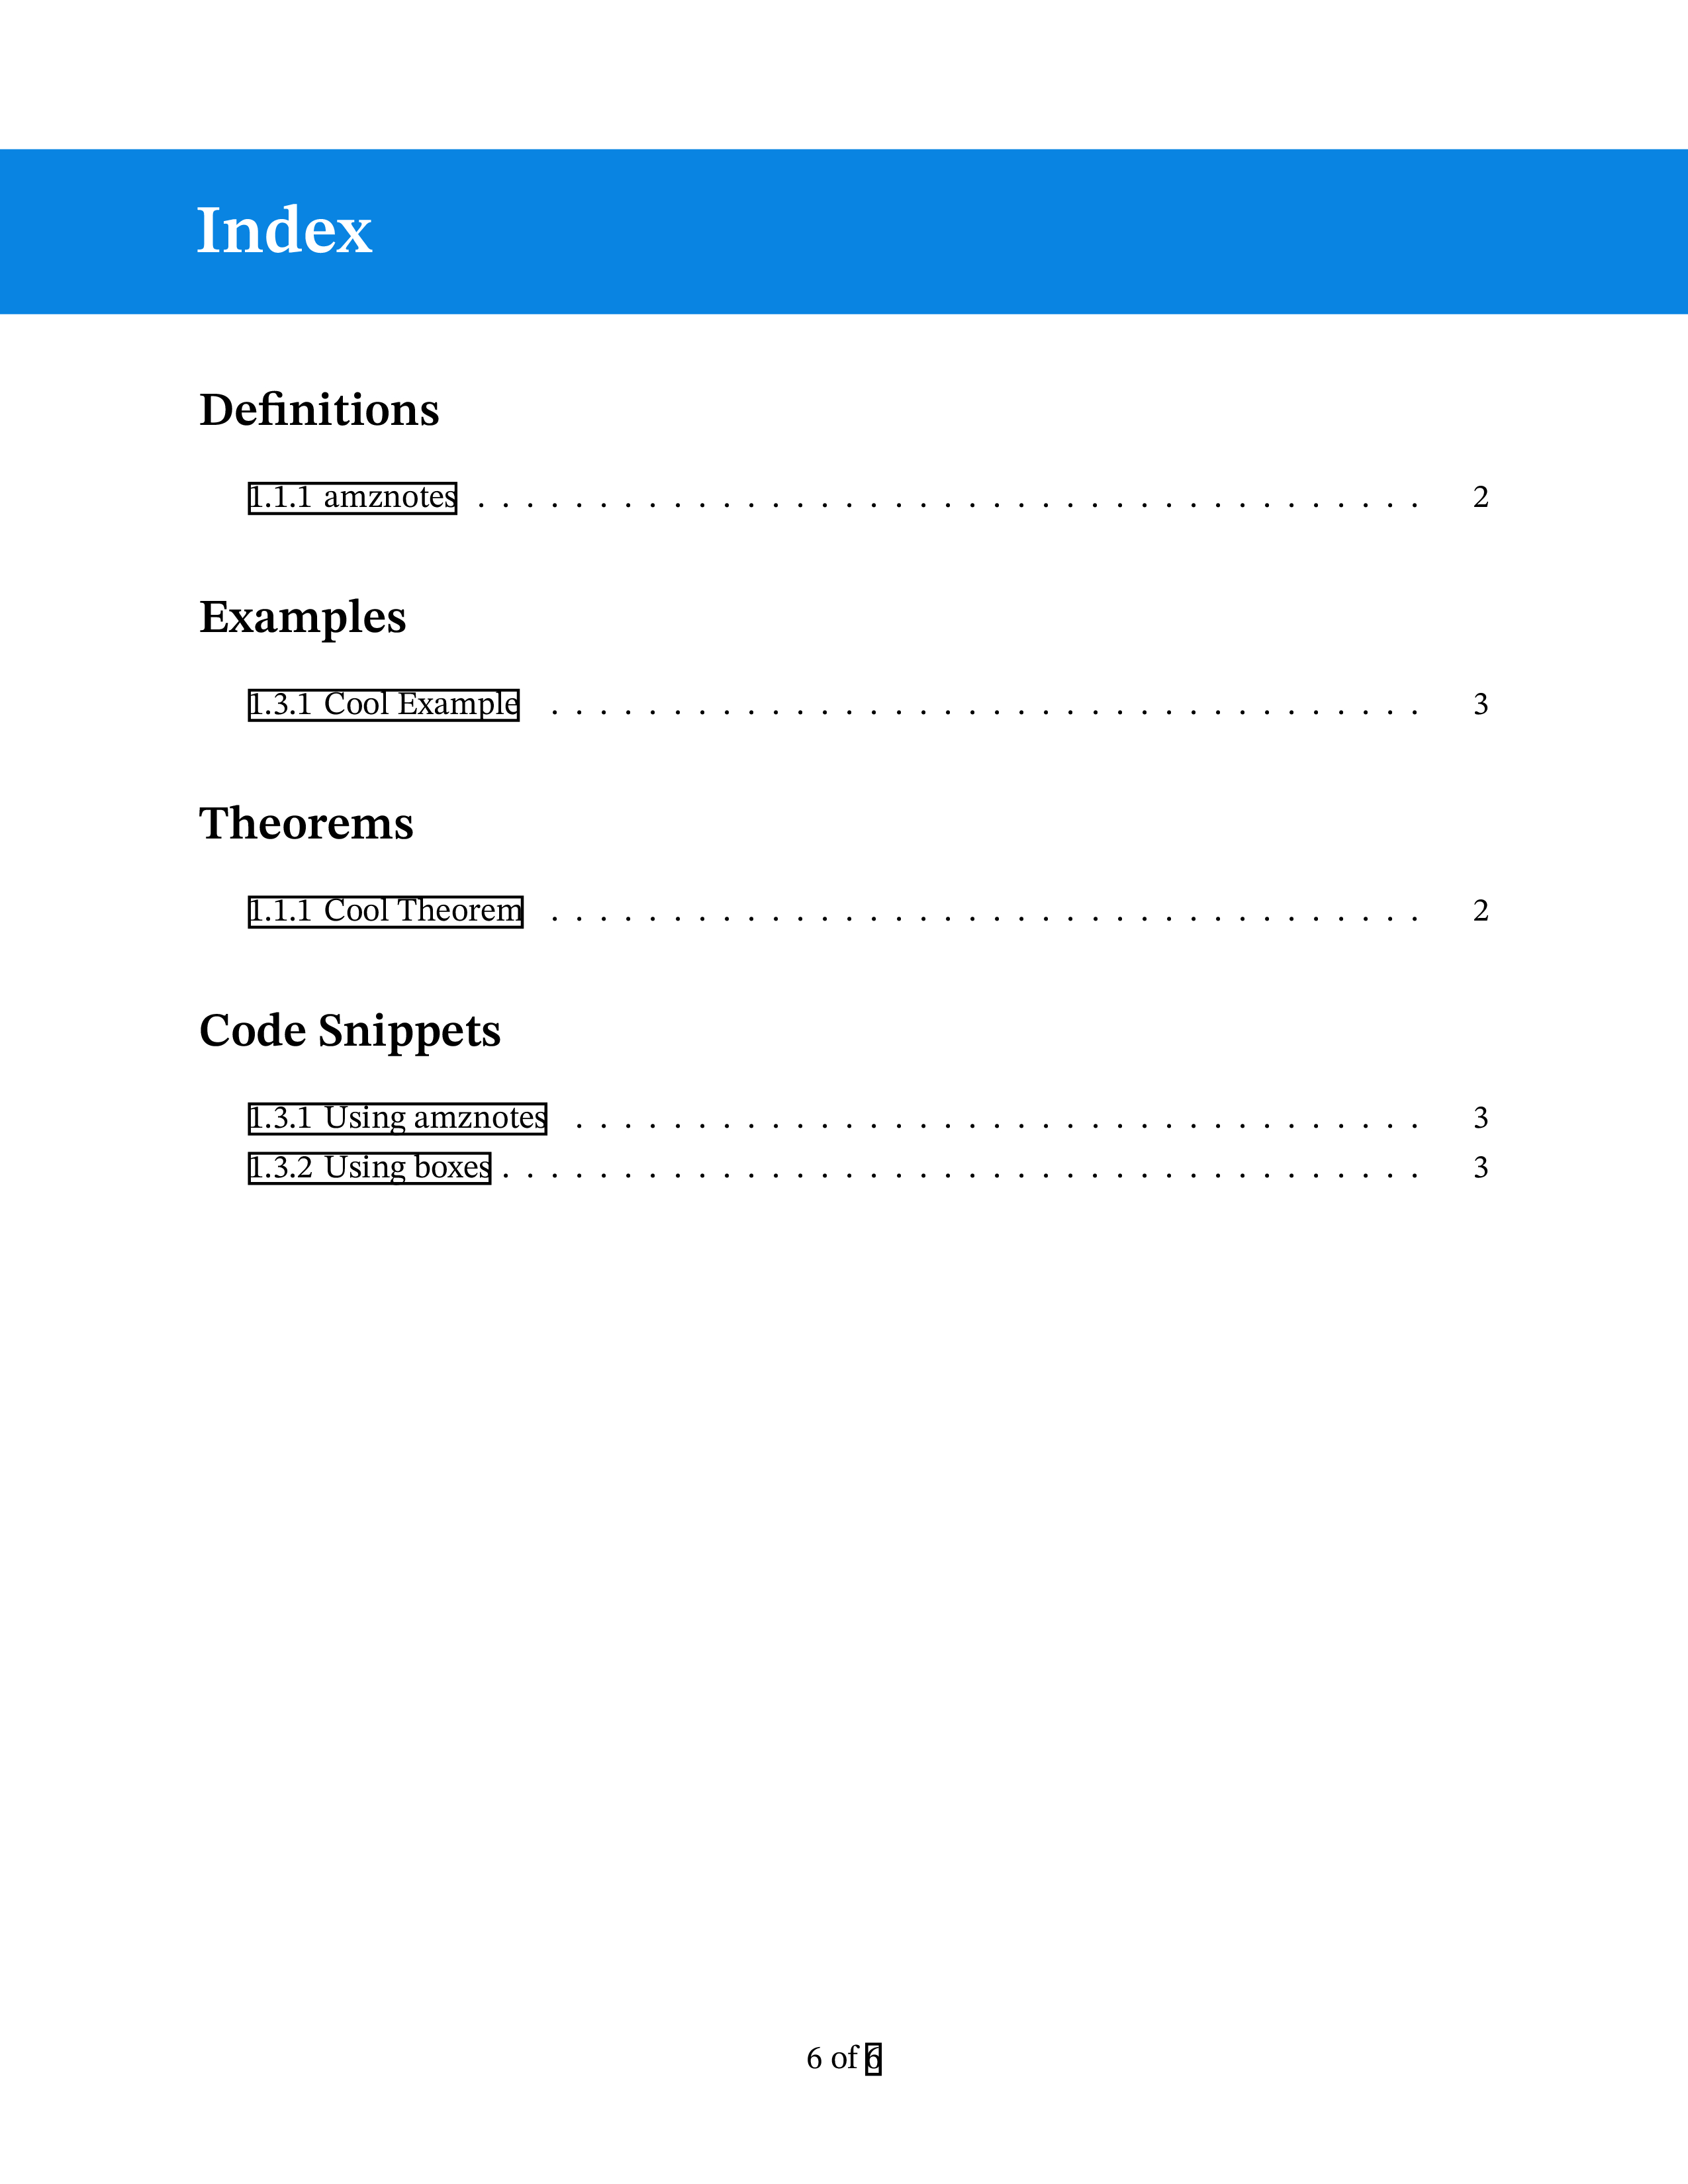 Index
Definitions
1.1.1 amznotes . . . . . . . . . . . . . . . . . . . . . . . . . . . . . . . . . . . . . . . 2
Examples
1.3.1 Cool Example . . . . . . . . . . . . . . . . . . . . . . . . . . . . . . . . . . . . 3
Theorems
1.1.1 Cool Theorem . . . . . . . . . . . . . . . . . . . . . . . . . . . . . . . . . . . . 2
Code Snippets
1.3.1 Using amznotes . . . . . . . . . . . . . . . . . . . . . . . . . . . . . . . . . . . 3
1.3.2 Using boxes . . . . . . . . . . . . . . . . . . . . . . . . . . . . . . . . . . . . . . 3
6 of 6